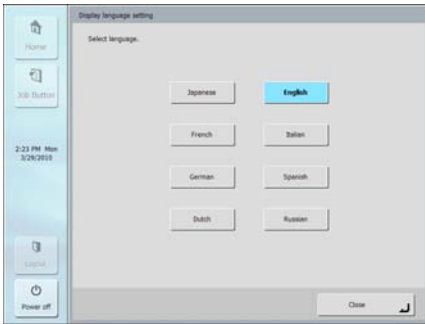 Display language setting
Home
Select language.
Job Button
Japanese
English
French
Italian
2:23 PM Mon
3/29/2010
German
Spanish
Dutch
Russian
Logout
Power off
Close